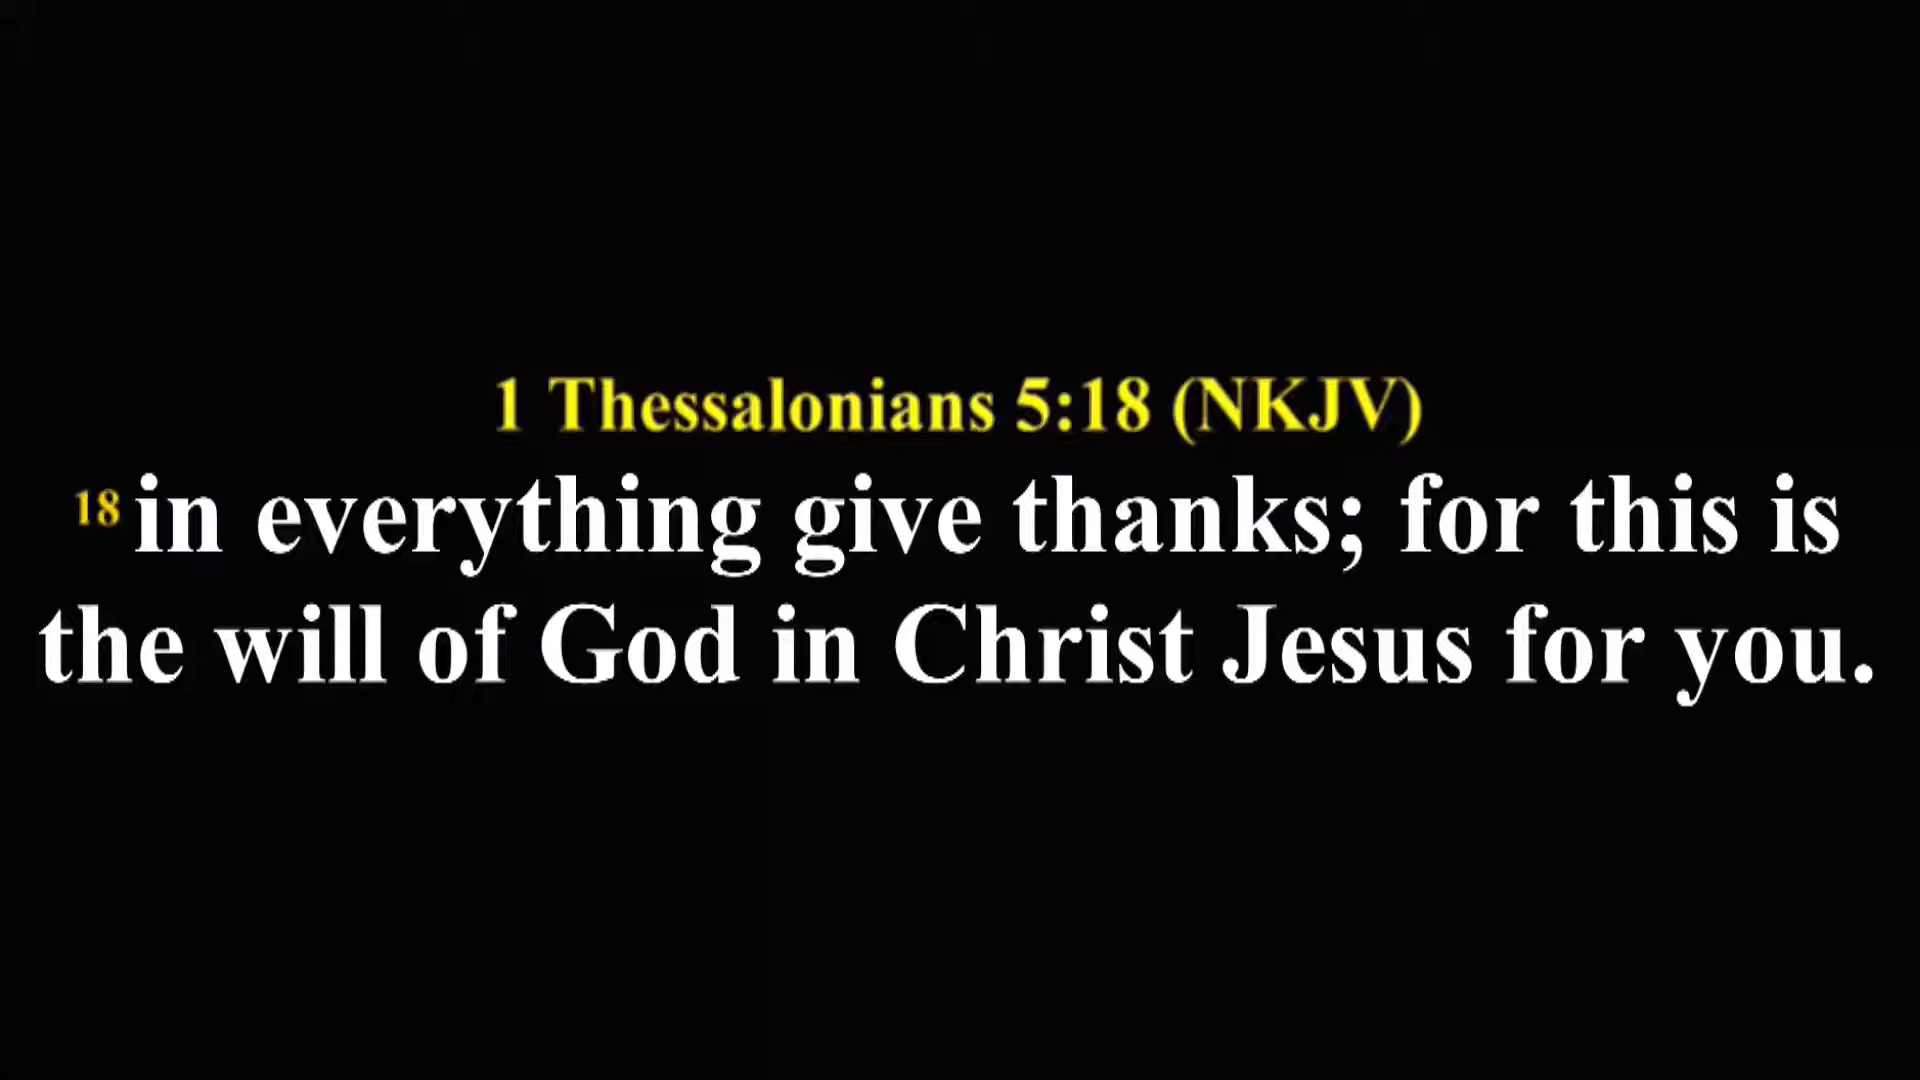 1 Thessalonians 5:18 (NKJV)
18 in everything give thanks; for this is
the will of God in Christ Jesus for you.